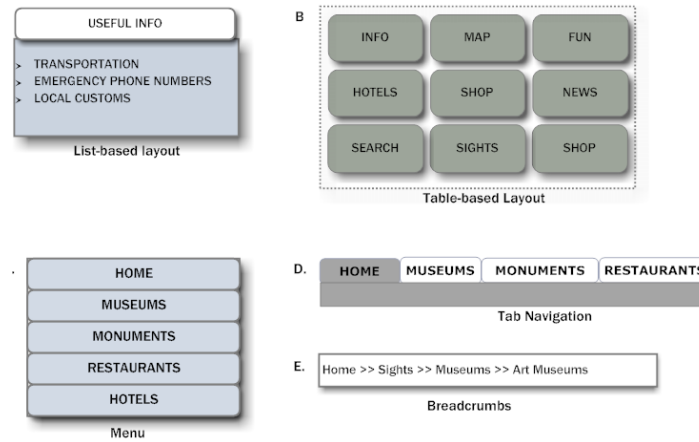 USEFUL INFO
TRANSPORTATION
EMERGENCY PHONE NUMBERS
LOCAL CUSTOMS
List-based layout
B
INFO MAP FUN
HOTELS SHOP NEWS
SEARCH SIGHTS SHOP
Table-based Layout
HOME
MUSEUMS
MONUMENTS
RESTAURANTS
HOTELS
Menu
D. HOME MUSEUMS MONUMENTS RESTAURANTS
Tab Navigation
E. Home >> Sights >> Museums >> Art Museums
Breadcrumbs